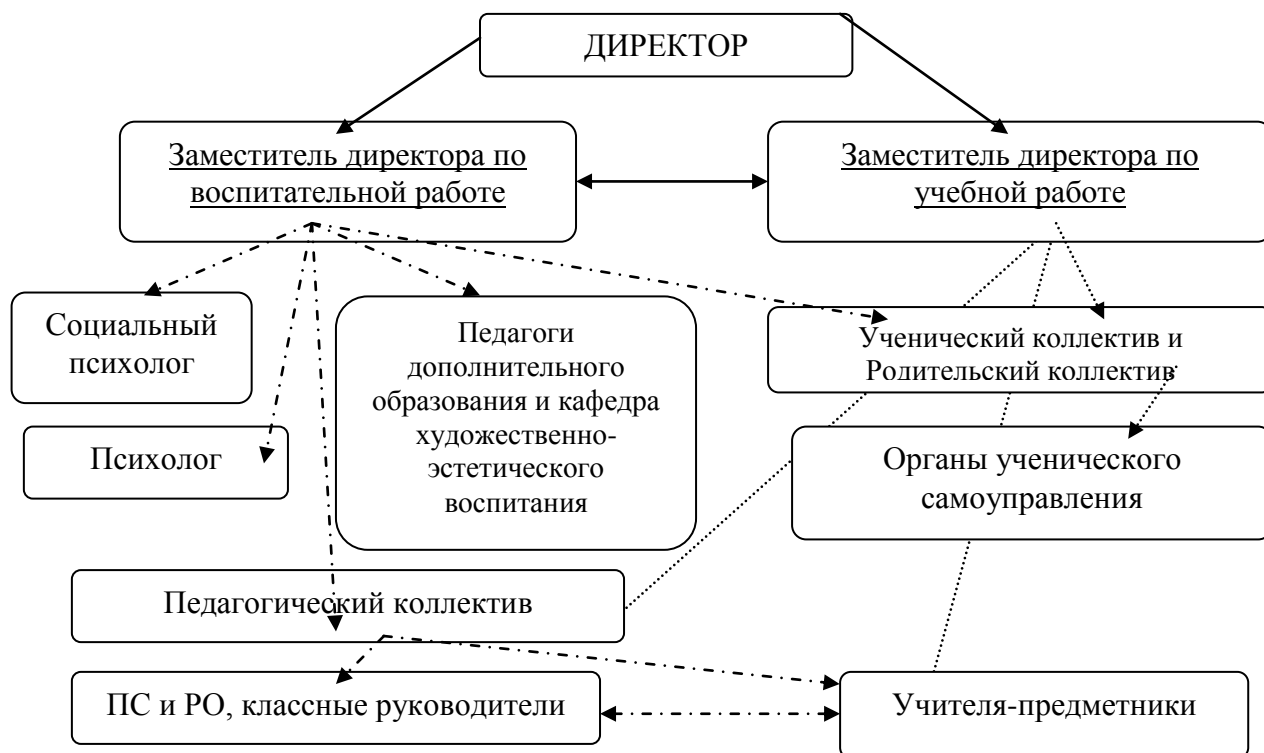 ДИРЕКТОР
Заместитель директора по
воспитательной работе
Заместитель директора по
учебной работе
Социальный
психолог
Педагоги
дополнительного
образования и кафедра
художественно-
эстетического
воспитания
Ученический коллектив и
Родительский коллектив
Психолог
Органы ученического
самоуправления
Педагогический коллектив
ПС и РО, классные руководители
Учителя-предметники